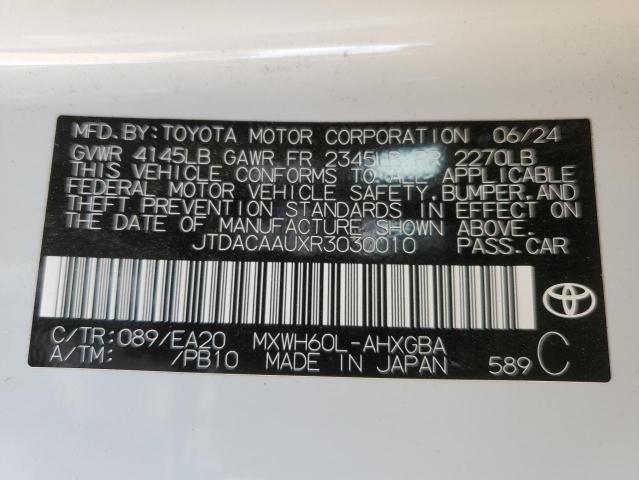 MFD. BY: TOYOTA MOTOR CORPORATION 06/24
GVWR 4145LB GAWR FR 2345LB RR 2270LB
THIS VEHICLE CONFORMS TO ALL APPLICABLE
FEDERAL MOTOR VEHICLE SAFETY, BUMPER, AND
THEFT PREVENTION STANDARDS IN EFFECT ON
THE DATE OF MANUFACTURE SHOWN ABOVE.
JTDACAAUXR3030010 PASS.CAR
C/TR:089/EA20 MXWH60L-AHXGBA
A/TM: /PB10 MADE IN JAPAN 589 C